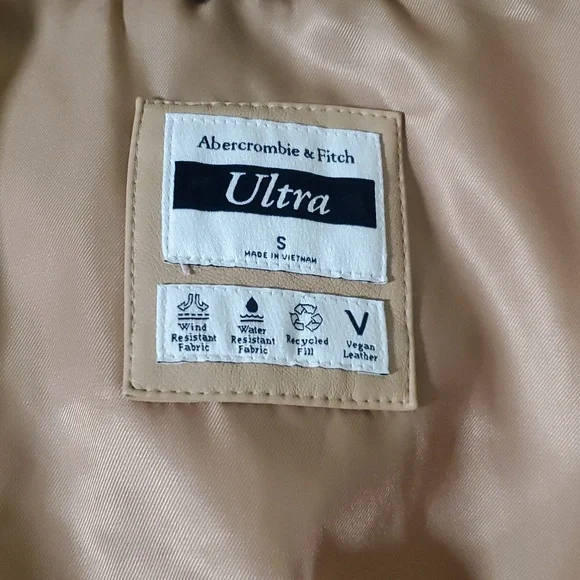 Abercrombie & Fitch
Ultra
S
MADE IN VIETNAM
Wind Resistant Fabric
Water Resistant Fabric
Recycled Fill
V
Vegan Leather